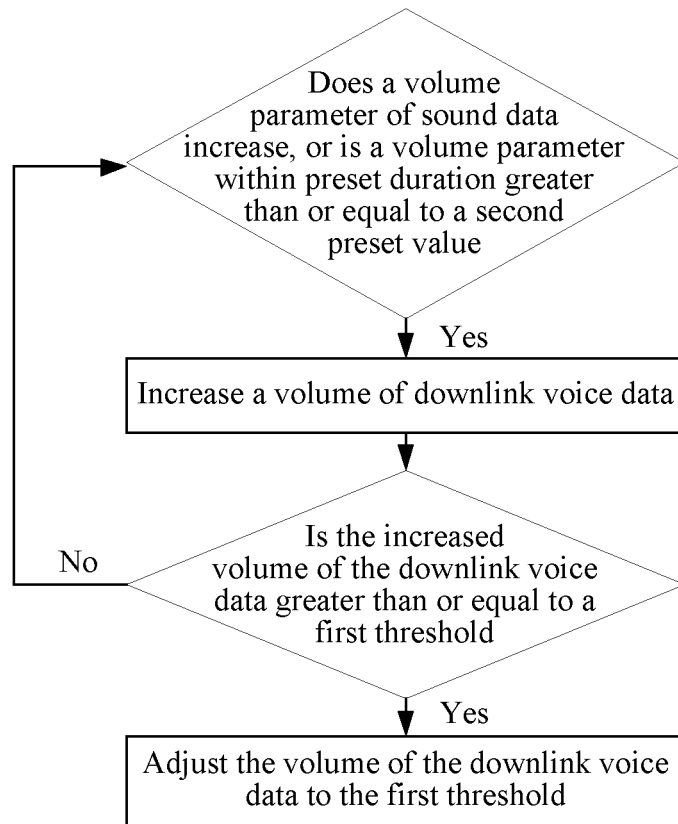 Does a volume
parameter of sound data
increase, or is a volume parameter
within preset duration greater
than or equal to a second
preset value
Yes
Increase a volume of downlink voice data
Is the increased
volume of the downlink voice
data greater than or equal to a
first threshold
No
Yes
Adjust the volume of the downlink voice
data to the first threshold